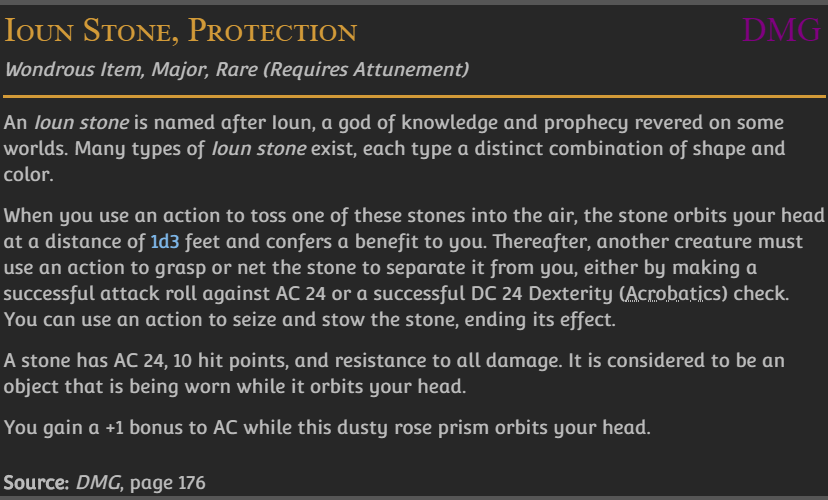 Ioun Stone, Protection DMG
Wondrous Item, Major, Rare (Requires Attunement)
An Ioun stone is named after Ioun, a god of knowledge and prophecy revered on some
worlds. Many types of Ioun stone exist, each type a distinct combination of shape and
color.
When you use an action to toss one of these stones into the air, the stone orbits your head
at a distance of 1d3 feet and confers a benefit to you. Thereafter, another creature must
use an action to grasp or net the stone to separate it from you, either by making a
successful attack roll against AC 24 or a successful DC 24 Dexterity (Acrobatics) check.
You can use an action to seize and stow the stone, ending its effect.
A stone has AC 24, 10 hit points, and resistance to all damage. It is considered to be an
object that is being worn while it orbits your head.
You gain a +1 bonus to AC while this dusty rose prism orbits your head.
Source: DMG, page 176